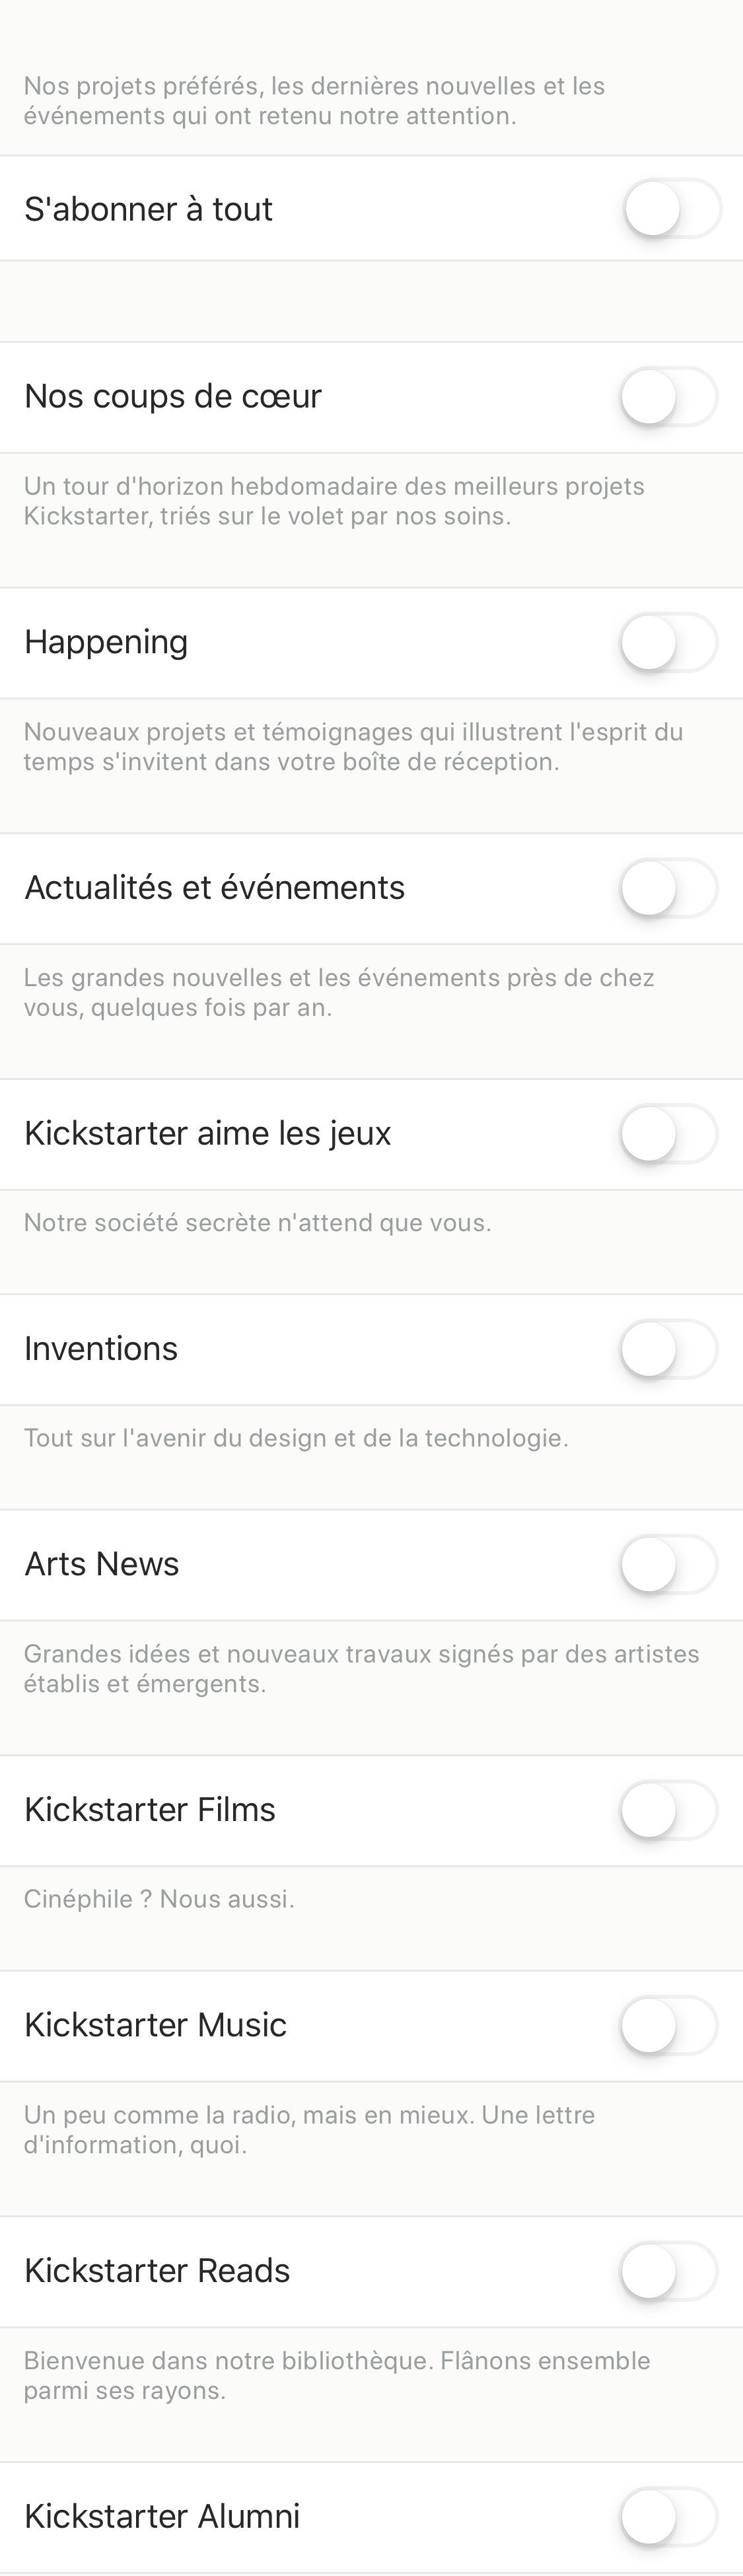 Nos projets préférés, les dernières nouvelles et les
événements qui ont retenu notre attention.
S'abonner à tout
Nos coups de cœur
Un tour d'horizon hebdomadaire des meilleurs projets
Kickstarter, triés sur le volet par nos soins.
Happening
Nouveaux projets et témoignages qui illustrent l'esprit du
temps s'invitent dans votre boîte de réception.
Actualités et événements
Les grandes nouvelles et les événements près de chez
vous, quelques fois par an.
Kickstarter aime les jeux
Notre société secrète n'attend que vous.
Inventions
Tout sur l'avenir du design et de la technologie.
Arts News
Grandes idées et nouveaux travaux signés par des artistes
établis et émergents.
Kickstarter Films
Cinéphile ? Nous aussi.
Kickstarter Music
Un peu comme la radio, mais en mieux. Une lettre
d'information, quoi.
Kickstarter Reads
Bienvenue dans notre bibliothèque. Flânons ensemble
parmi ses rayons.
Kickstarter Alumni